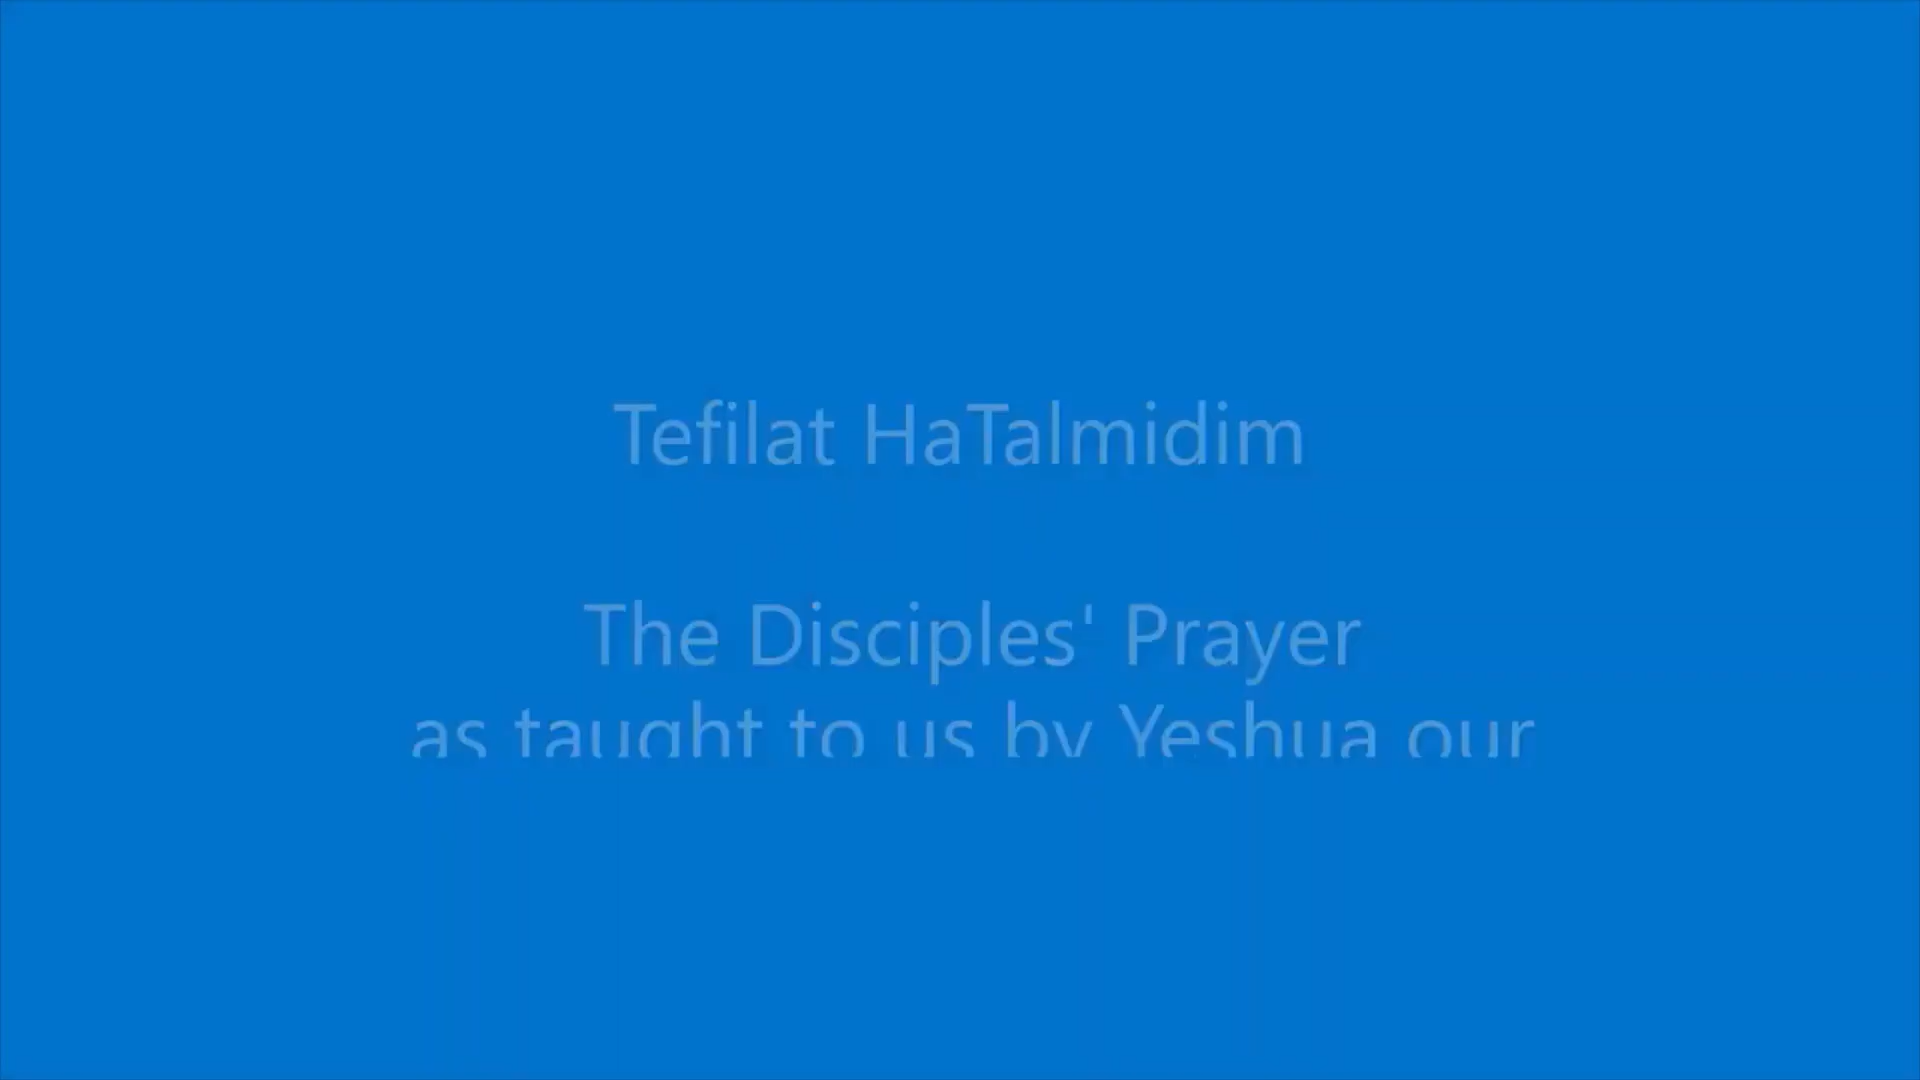 Tefilat HaTalmidim
The Disciples' Prayer
as taught to us by Yeshua our